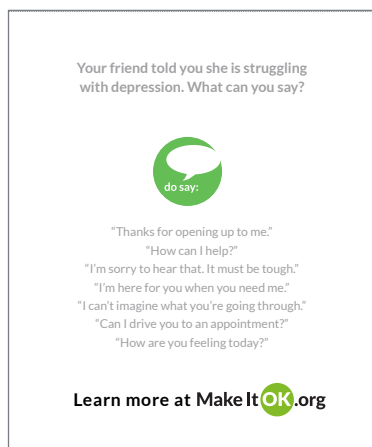 Your friend told you she is struggling
with depression. What can you say?
do say:
“Thanks for opening up to me.”
“How can I help?”
“I’m sorry to hear that. It must be tough.”
“I’m here for you when you need me.”
“I can’t imagine what you’re going through.”
“Can I drive you to an appointment?”
“How are you feeling today?”
Learn more at Make It OK.org